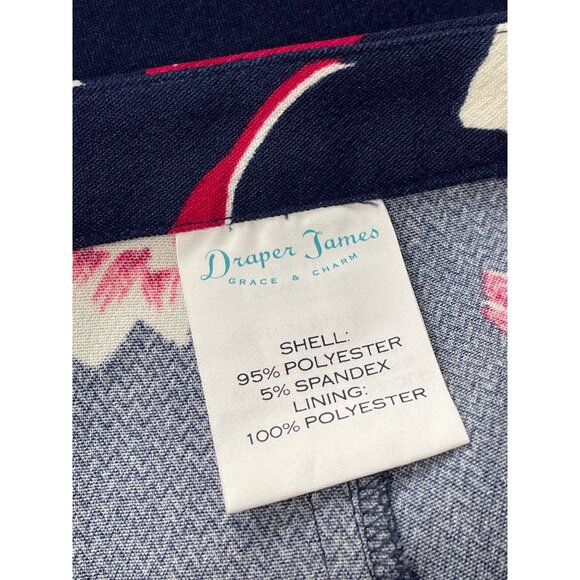 Draper James
GRACE & CHARM
SHELL:
95% POLYESTER
5% SPANDEX
LINING:
100% POLYESTER